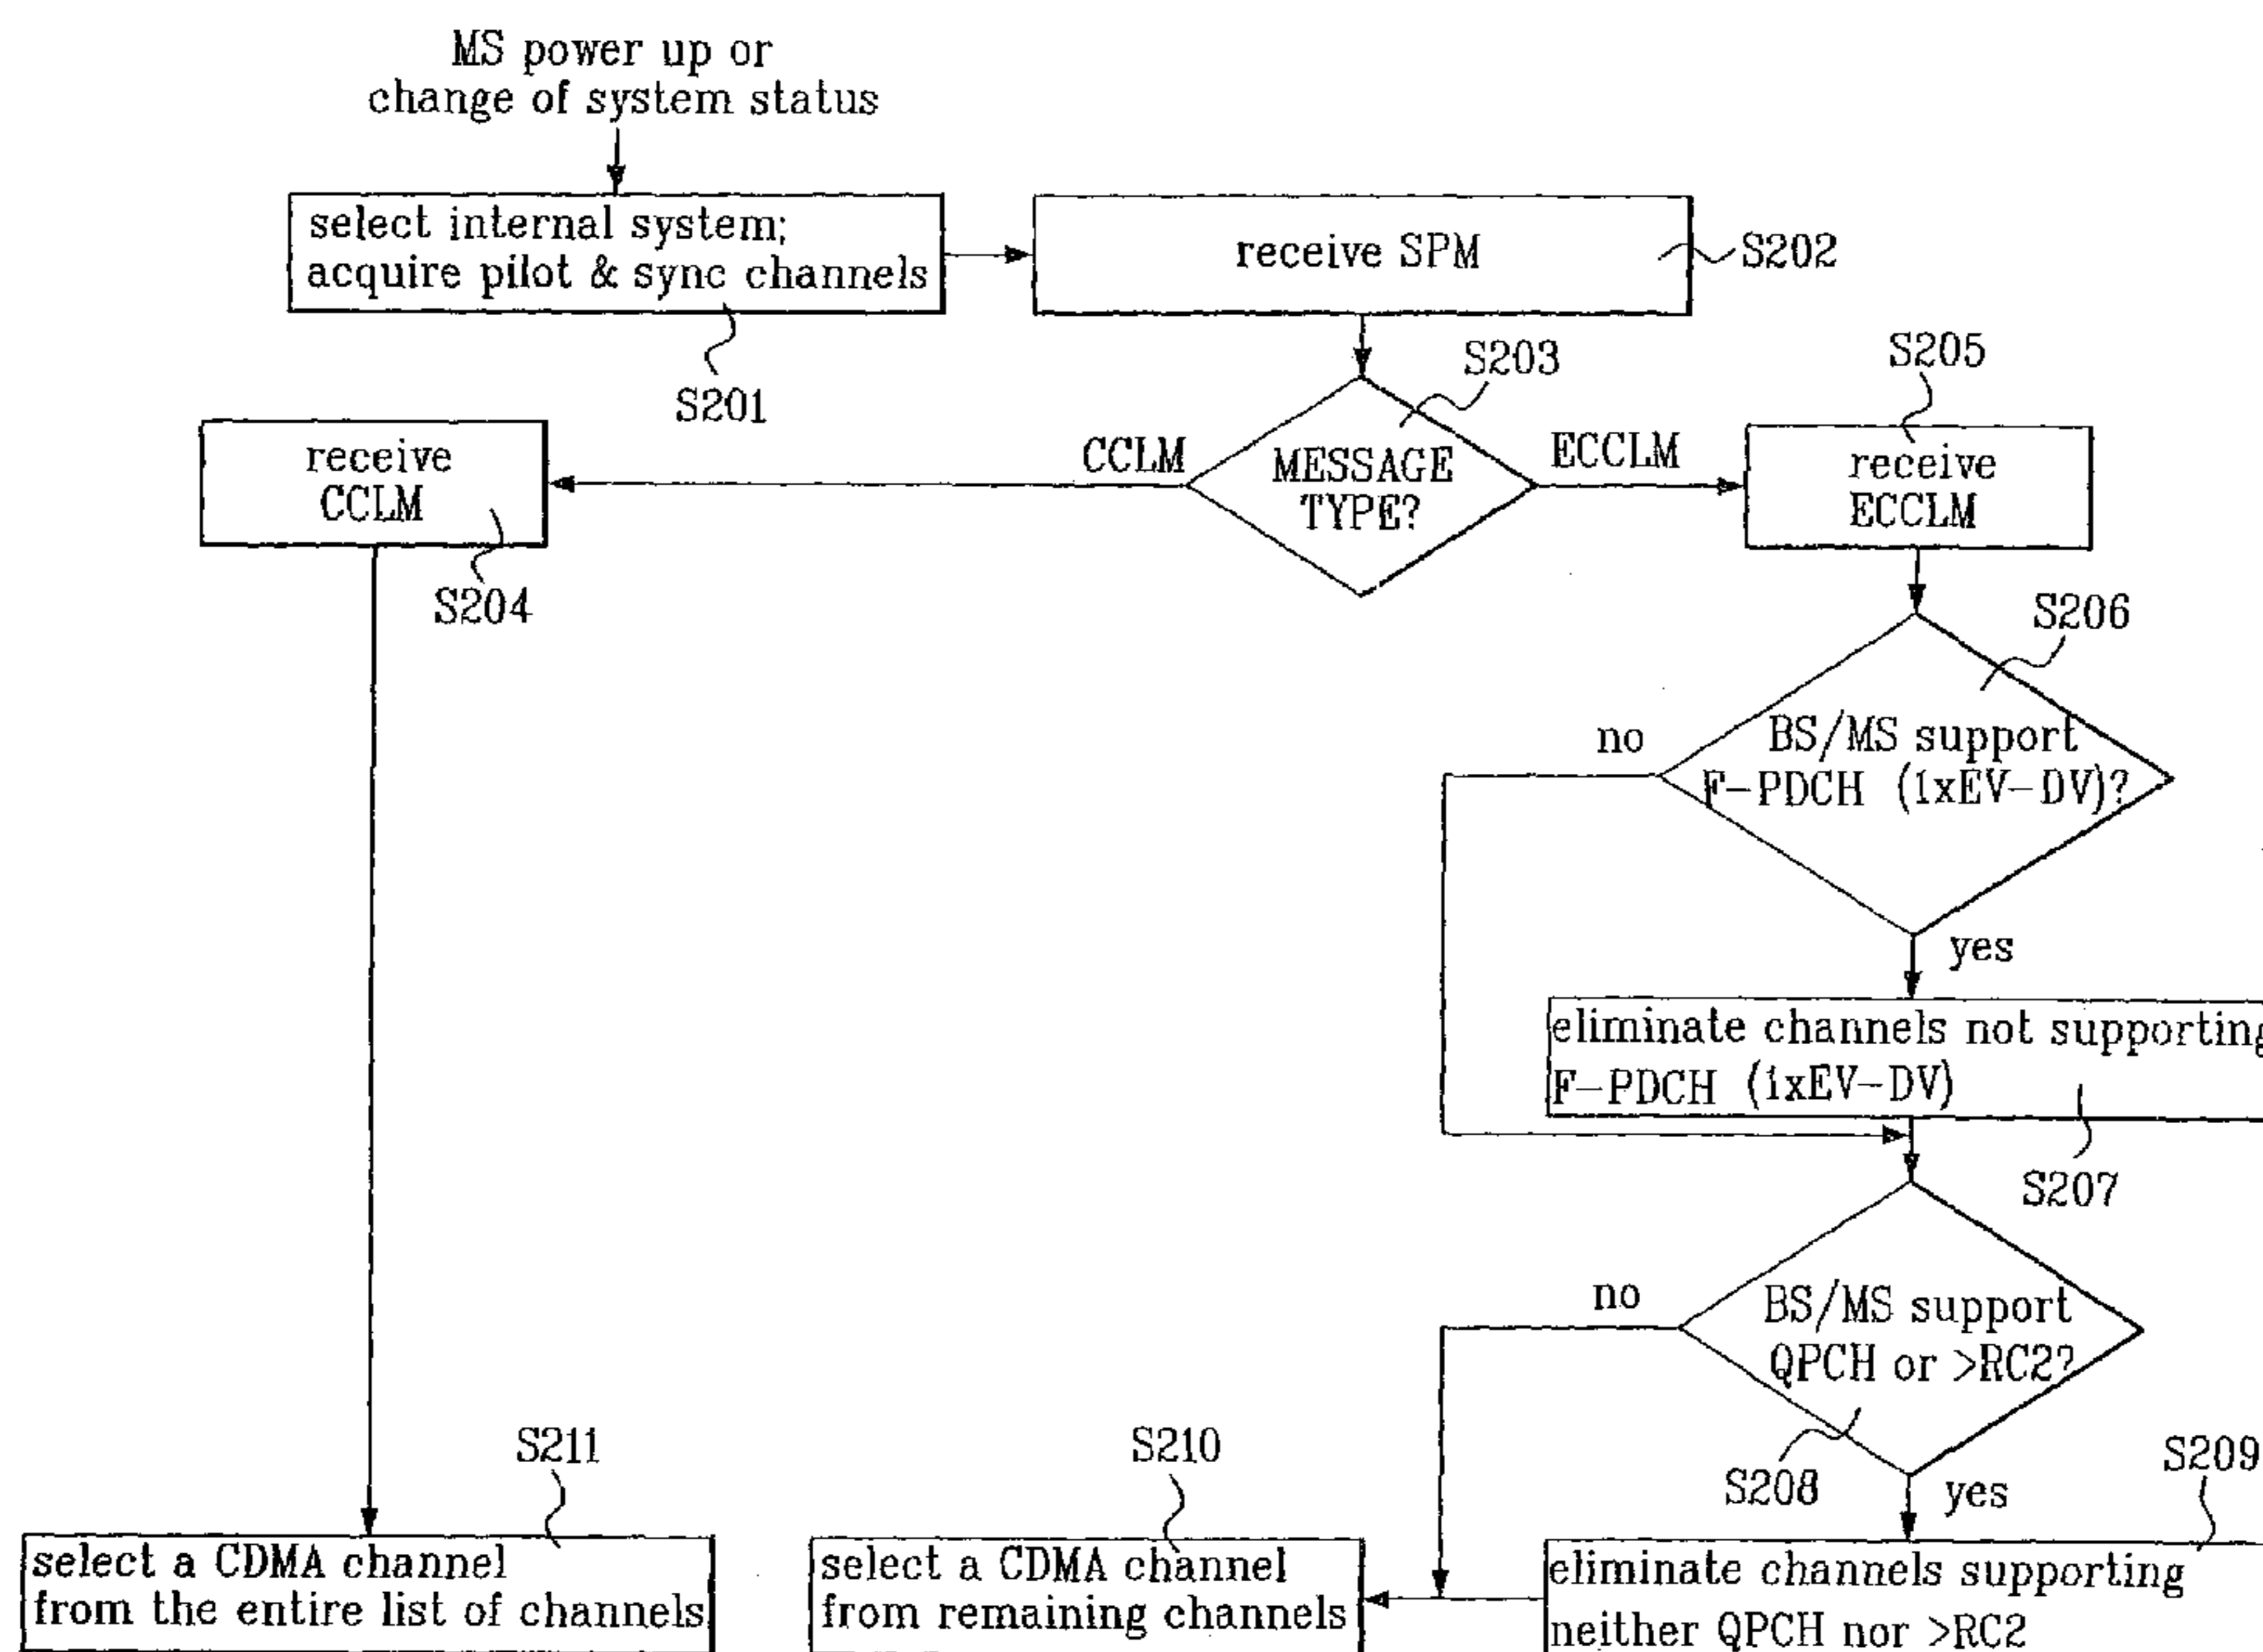 MS power up or
change of system status
select internal system;
acquire pilot & sync channels
S201
receive SPM
S202
S203
MESSAGE
TYPE?
CCLM
ECCLM
receive
CCLM
S204
S205
receive
ECCLM
S206
BS/MS support
F-PDCH (1xEV-DV)?
no
yes
eliminate channels not supporting
F-PDCH (1xEV-DV)
S207
BS/MS support
QPCH or >RC2?
no
S208
yes
S209
eliminate channels supporting
neither QPCH nor >RC2
S210
select a CDMA channel
from remaining channels
S211
select a CDMA channel
from the entire list of channels